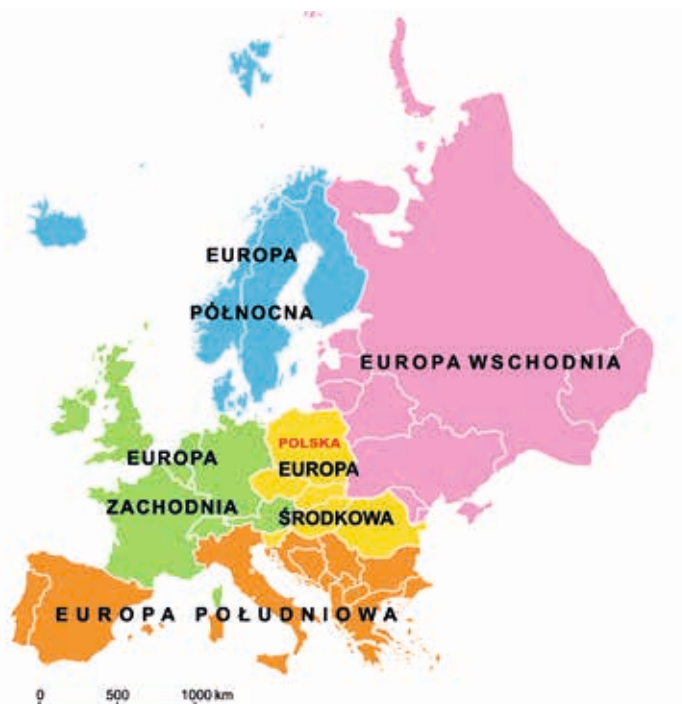 EUROPA
PÓŁNOCNA
EUROPA WSCHODNIA
POLSKA
EUROPA
EUROPA
ZACHODNIA
ŚRODKOWA
EUROPA POŁUDNIOWA
0 500 1000 km